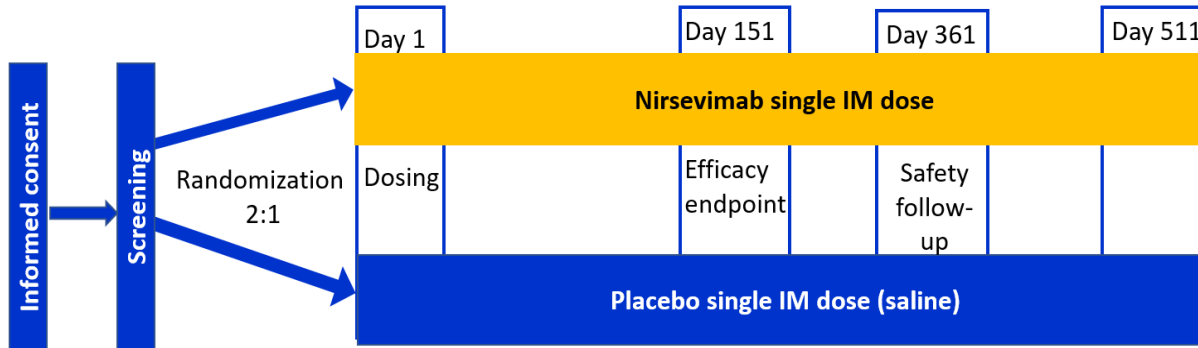 Informed consent
Screening
Randomization
2:1
Day 1
Day 151
Day 361
Day 511
Nirsevimab single IM dose
Dosing
Efficacy
endpoint
Safety
follow-
up
Placebo single IM dose (saline)